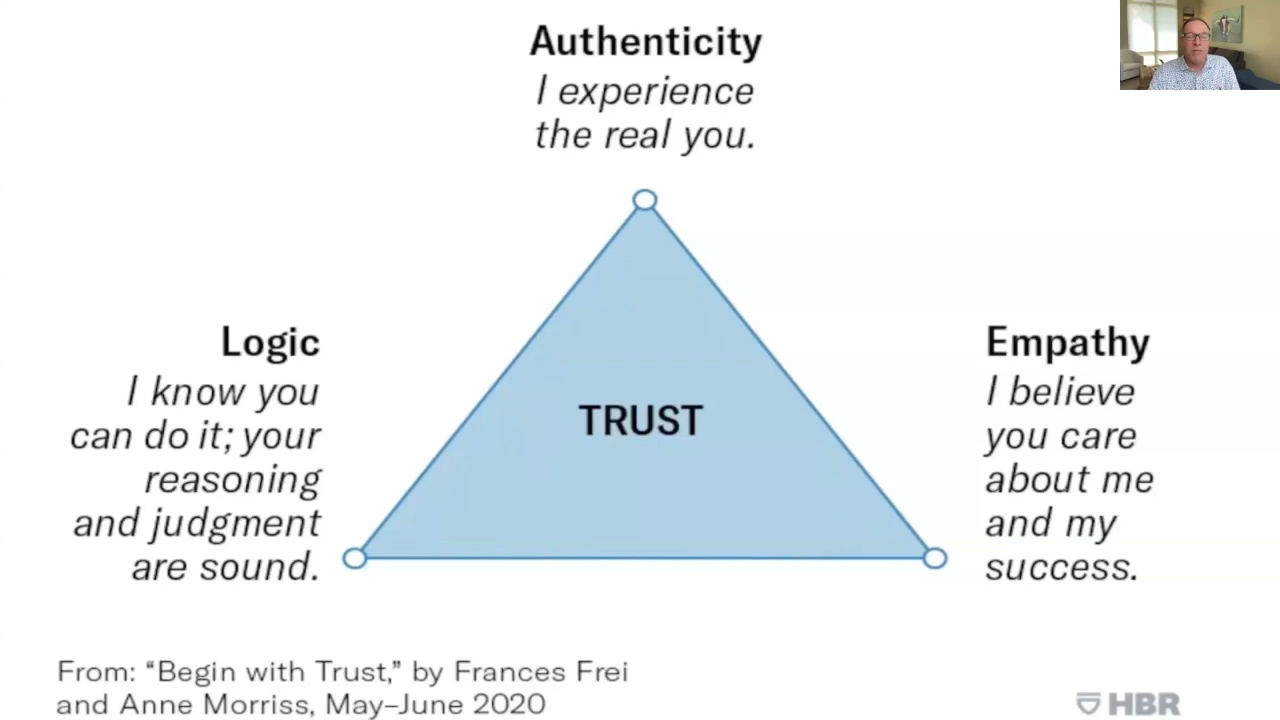 Authenticity
I experience
the real you.
Logic
I know you
can do it; your
reasoning
and judgment
are sound.
TRUST
Empathy
I believe
you care
about me
and my
success.
From: “Begin with Trust,” by Frances Frei
and Anne Morriss, May–June 2020
HBR